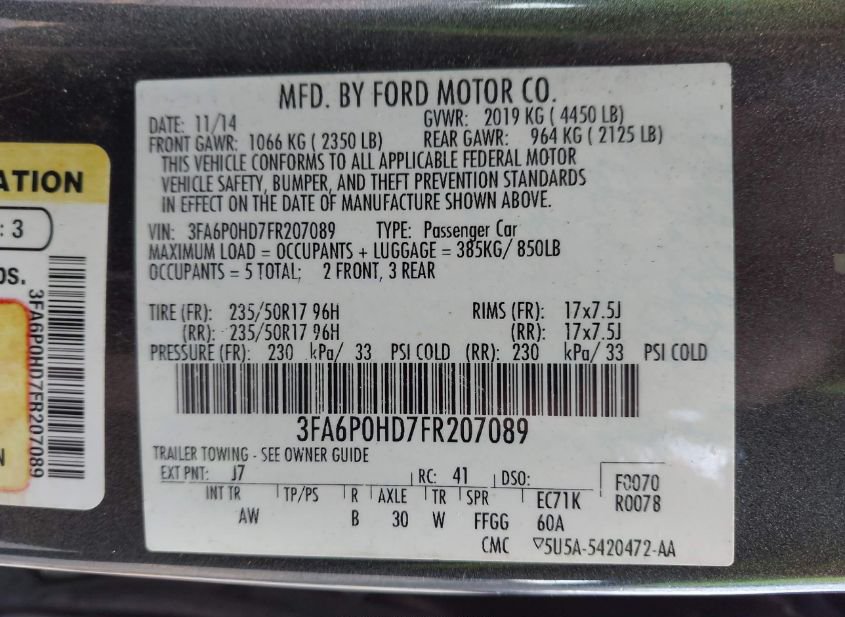 MFD. BY FORD MOTOR CO.
DATE: 11/14 GVWR: 2019 KG ( 4450 LB)
FRONT GAWR: 1066 KG ( 2350 LB) REAR GAWR: 964 KG ( 2125 LB)
THIS VEHICLE CONFORMS TO ALL APPLICABLE FEDERAL MOTOR
VEHICLE SAFETY, BUMPER, AND THEFT PREVENTION STANDARDS
IN EFFECT ON THE DATE OF MANUFACTURE SHOWN ABOVE.
VIN: 3FA6P0HD7FR207089 TYPE: Passenger Car
MAXIMUM LOAD = OCCUPANTS + LUGGAGE = 385KG/ 850LB
OCCUPANTS = 5 TOTAL; 2 FRONT, 3 REAR
TIRE (FR): 235/50R17 96H RIMS (FR): 17x7.5J
(RR): 235/50R17 96H (RR): 17x7.5J
PRESSURE (FR): 230 kPa/ 33 PSI COLD (RR): 230 kPa/ 33 PSI COLD
3FA6P0HD7FR207089
TRAILER TOWING - SEE OWNER GUIDE
EXT PNT: J7 RC: 41 DSO: F0070
R0078
INT TR TP/PS R AXLE TR SPR EC71K
AW B 30 W FFGG 60A
CMC 5U5A-5420472-AA
ATION
: 3
DS.
3FA6P0HD7FR207089
N